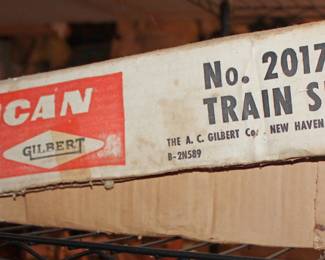 CAN
GILBERT
No. 2017
TRAIN S
THE A. C. GILBERT Co. NEW HAVEN
B-2N589